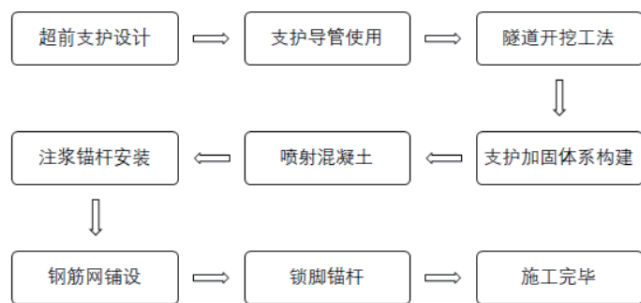 超前支护设计
支护导管使用
隧道开挖工法
支护加固体系构建
喷射混凝土
注浆锚杆安装
钢筋网铺设
锁脚锚杆
施工完毕